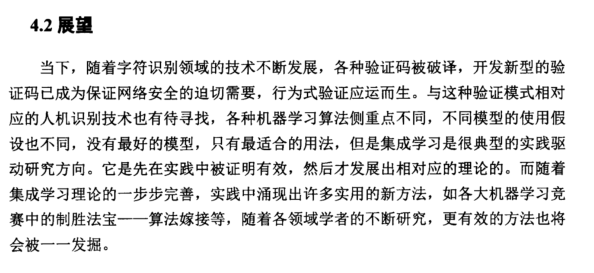 4.2 展望
当下，随着字符识别领域的技术不断发展，各种验证码被破译，开发新型的验
证码已成为保证网络安全的迫切需要，行为式验证应运而生。与这种验证模式相对
应的人机识别技术也有待寻找，各种机器学习算法侧重点不同，不同模型的使用假
设也不同，没有最好的模型，只有最适合的用法，但是集成学习是很典型的实践驱
动研究方向。它是先在实践中被证明有效，然后才发展出相对应的理论的。而随着
集成学习理论的一步步完善，实践中涌现出许多实用的新方法，如各大机器学习竞
赛中的制胜法宝——算法嫁接等，随着各领域学者的不断研究，更有效的方法也将
会被一一发掘。